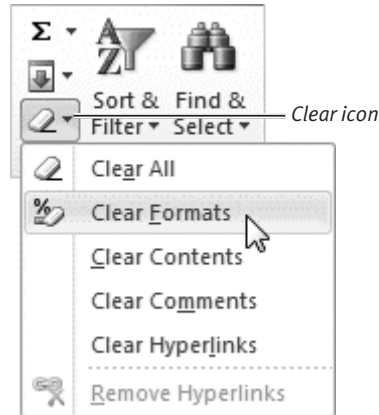 Σ
A
Z
Sort & Filter
Find & Select
Clear icon
Clear All
% Clear Formats
Clear Contents
Clear Comments
Clear Hyperlinks
Remove Hyperlinks